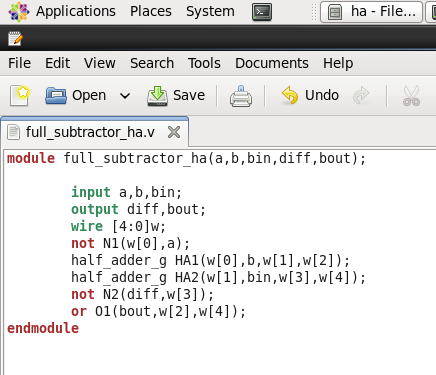 Applications Places System ha - File...
File Edit View Search Tools Documents Help
Open Save Undo
full_subtractor_ha.v
module full_subtractor_ha(a,b,bin,diff,bout);
input a,b,bin;
output diff,bout;
wire [4:0]w;
not N1(w[0],a);
half_adder_g HA1(w[0],b,w[1],w[2]);
half_adder_g HA2(w[1],bin,w[3],w[4]);
not N2(diff,w[3]);
or O1(bout,w[2],w[4]);
endmodule